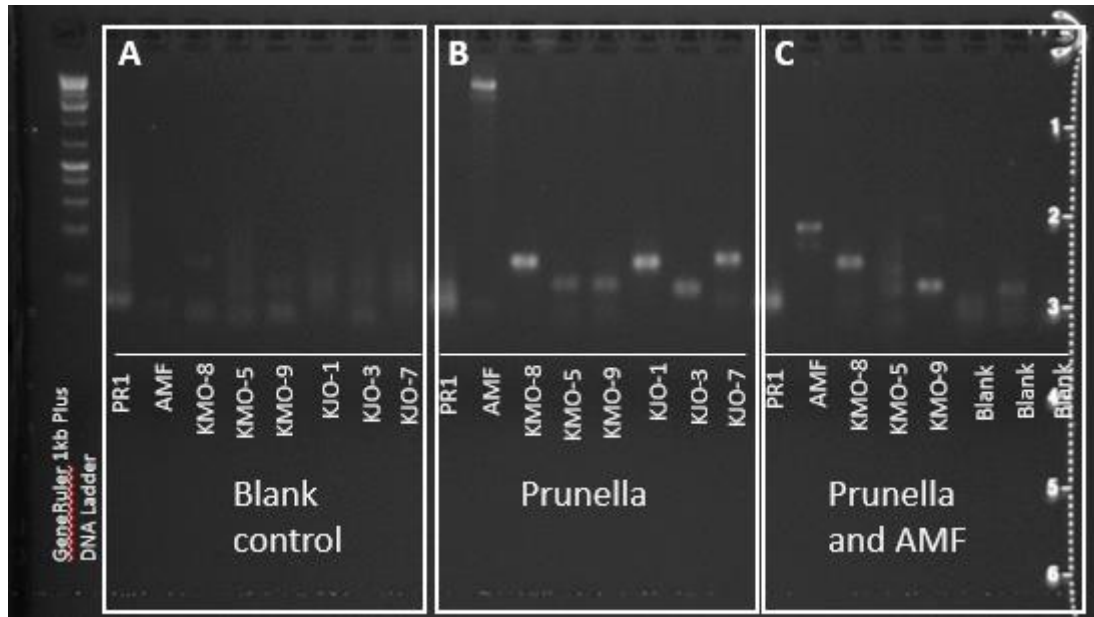 A
B
C
1
2
3
4
5
6
GeneRuler 1kb Plus
DNA Ladder
PR1
AMF
KMO-8
KMO-5
KMO-9
KJO-1
KJO-3
KJO-7
PR1
AMF
KMO-8
KMO-5
KMO-9
KJO-1
KJO-3
KJO-7
PR1
AMF
KMO-8
KMO-5
KMO-9
Blank
Blank
Blank
Blank
control
Prunella
Prunella
and AMF